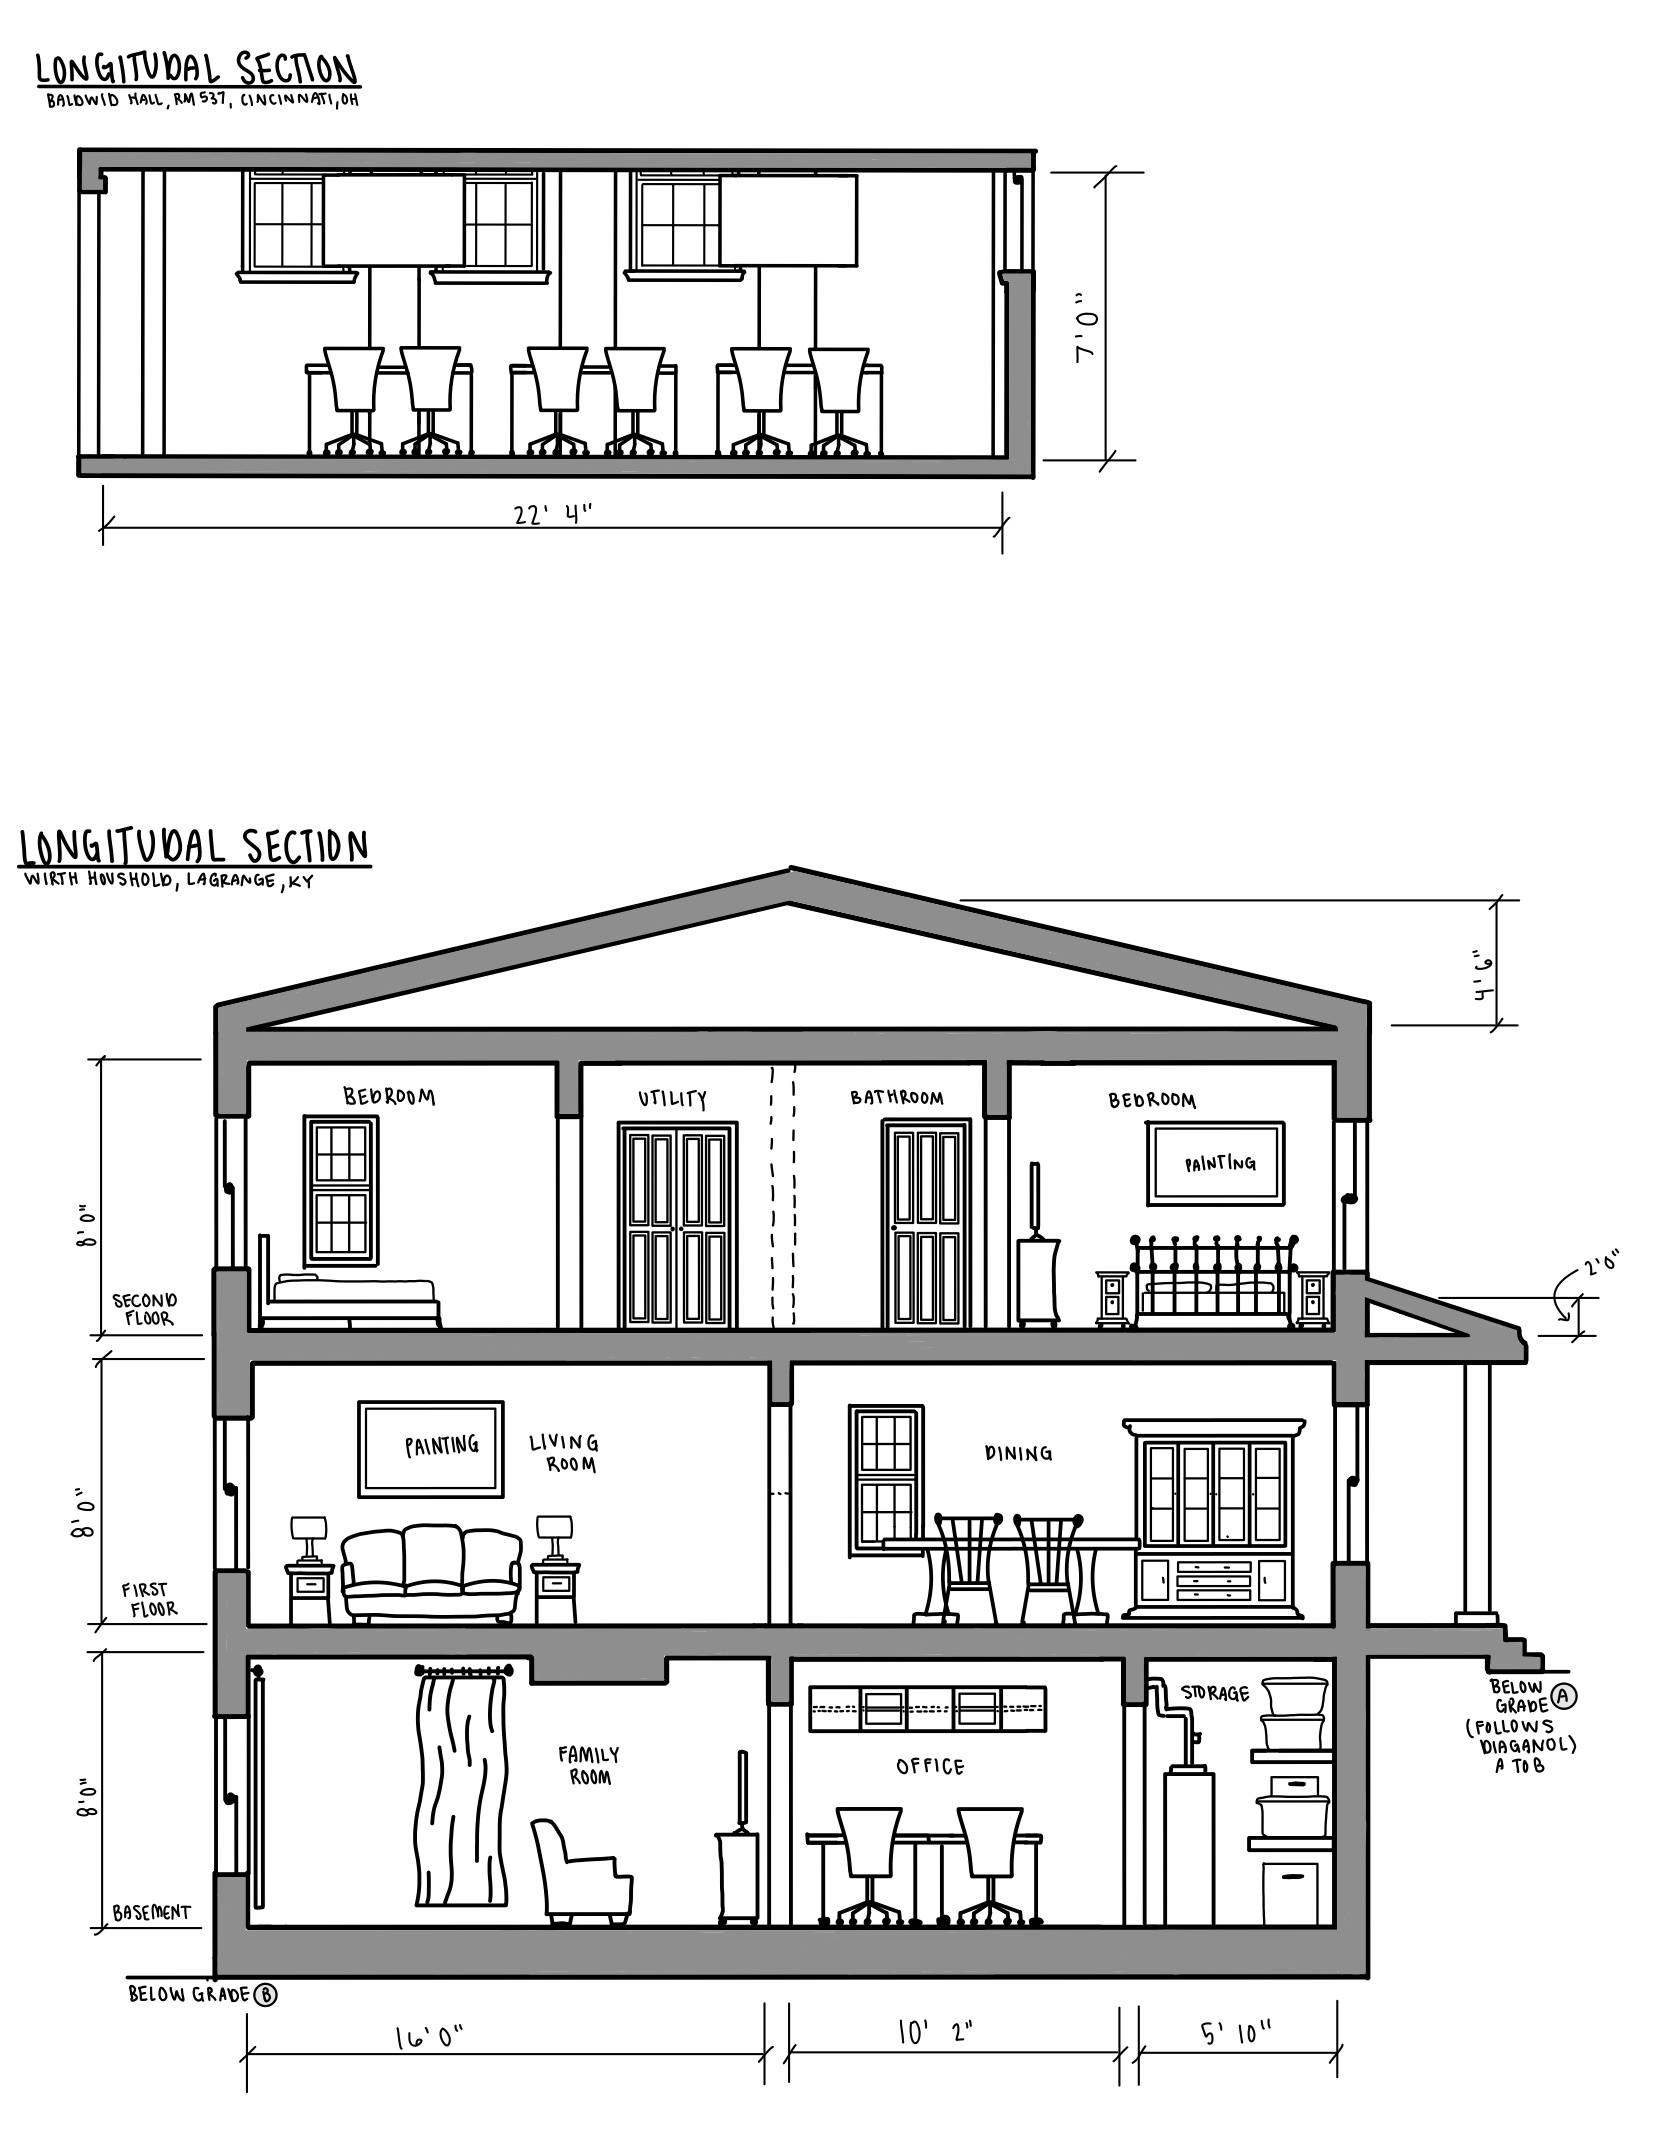 LONGITUDAL SECTION
BALDWID HALL, RM 537, CINCINNATI, OH
7'0"
22' 4"
LONGITUDAL SECTION
WIRTH HOUSHOLD, LAGRANGE, KY
4'6"
BEDROOM
UTILITY
BATHROOM
BEDROOM
PAINTING
8'0"
2'0"
SECOND
FLOOR
PAINTING
LIVING
ROOM
DINING
8'0"
FIRST
FLOOR
STORAGE
BELOW
GRADE A
(FOLLOWS
DIAGANOL)
A TO B
FAMILY
ROOM
OFFICE
8'0"
BASEMENT
BELOW GRADE B
16'0"
10' 2"
5' 10"